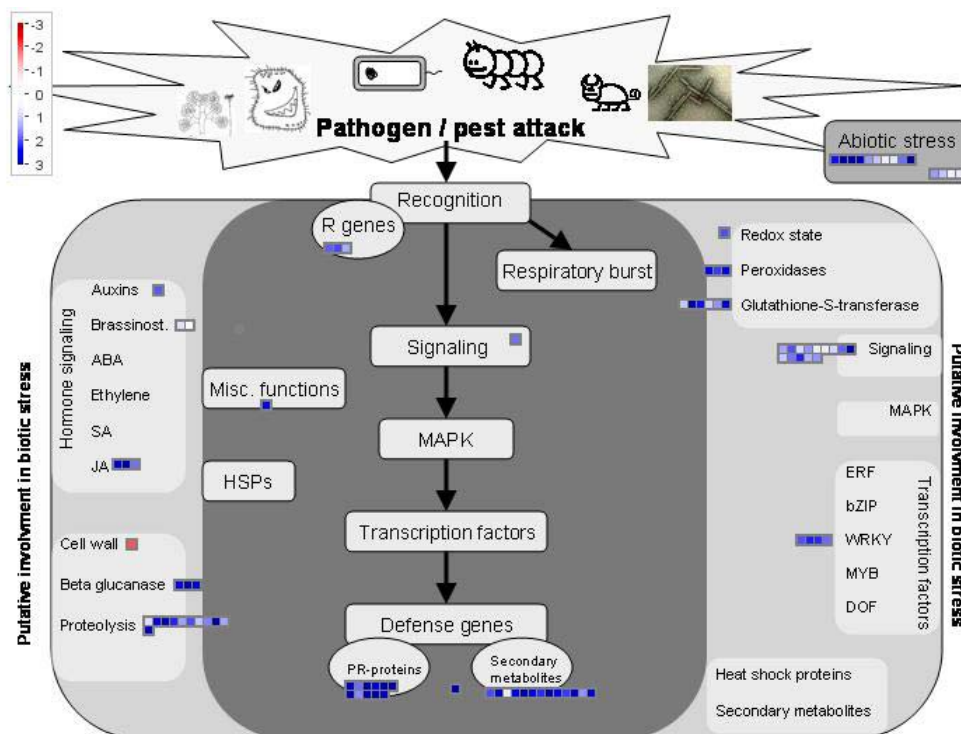 -3
-2
-1
0
1
2
3
Pathogen / pest attack
Abiotic stress
Recognition
R genes
Respiratory burst
Redox state
Peroxidases
Glutathione-S-transferase
Putative involvment in biotic stress
Hormone signaling
Auxins
Brassinost.
ABA
Ethylene
SA
JA
Signaling
Misc. functions
MAPK
HSPs
Transcription factors
Cell wall
Beta glucanase
Proteolysis
Defense genes
PR-proteins
Secondary
metabolites
Signaling
MAPK
ERF
bZIP
WRKY
MYB
DOF
Transcription factors
Heat shock proteins
Secondary metabolites
Putative involvment in biotic stress